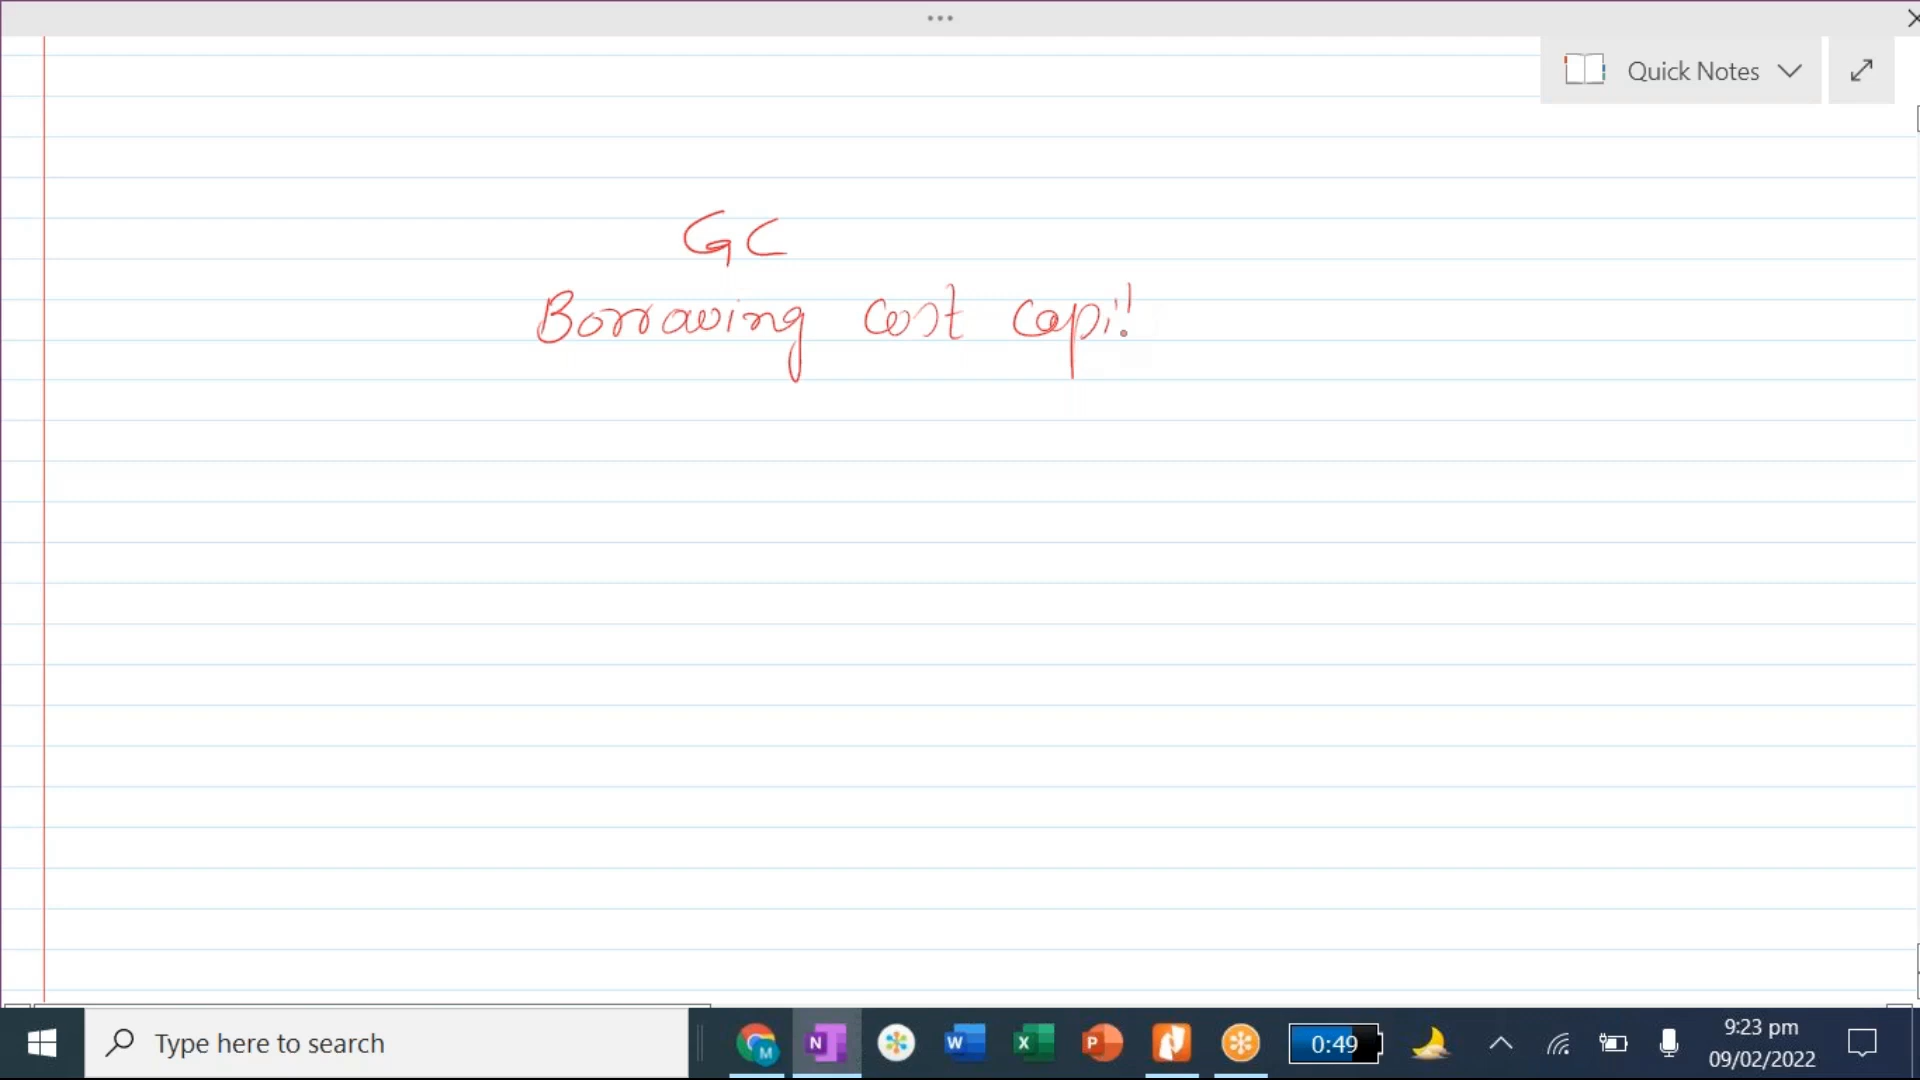 Quick Notes
GC
Borrowing cost capi
Type here to search
0:49
9:23 pm
09/02/2022